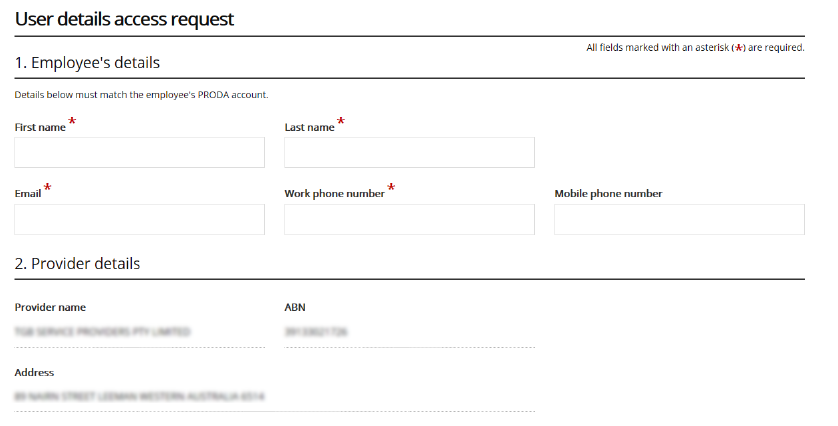 User details access request
All fields marked with an asterisk (*) are required.
1. Employee's details
Details below must match the employee's PRODA account.
First name * Last name *
Email * Work phone number * Mobile phone number
2. Provider details
Provider name ABN
Address